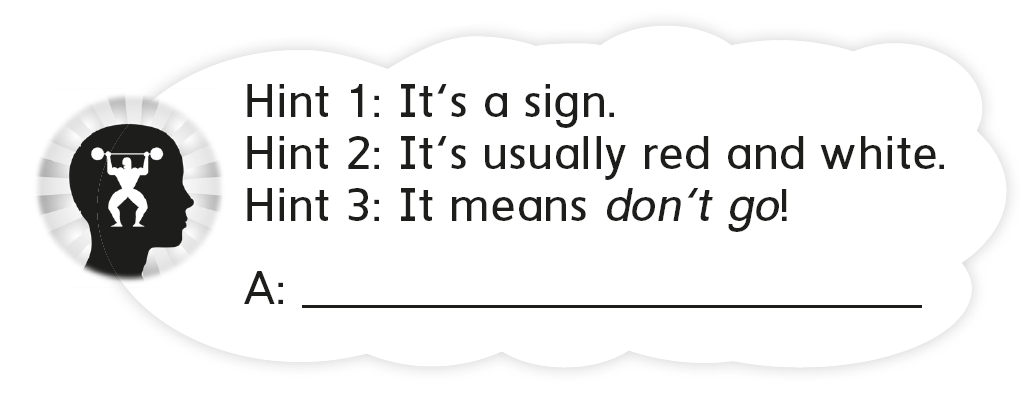 Hint 1: It's a sign.
Hint 2: It's usually red and white.
Hint 3: It means don't go!
A: